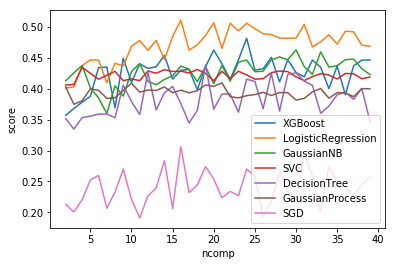 0.50
0.45
0.40
0.35
0.30
0.25
0.20
score
5
10
15
20
25
30
35
40
ncomp
XGBoost
LogisticRegression
GaussianNB
SVC
DecisionTree
GaussianProcess
SGD